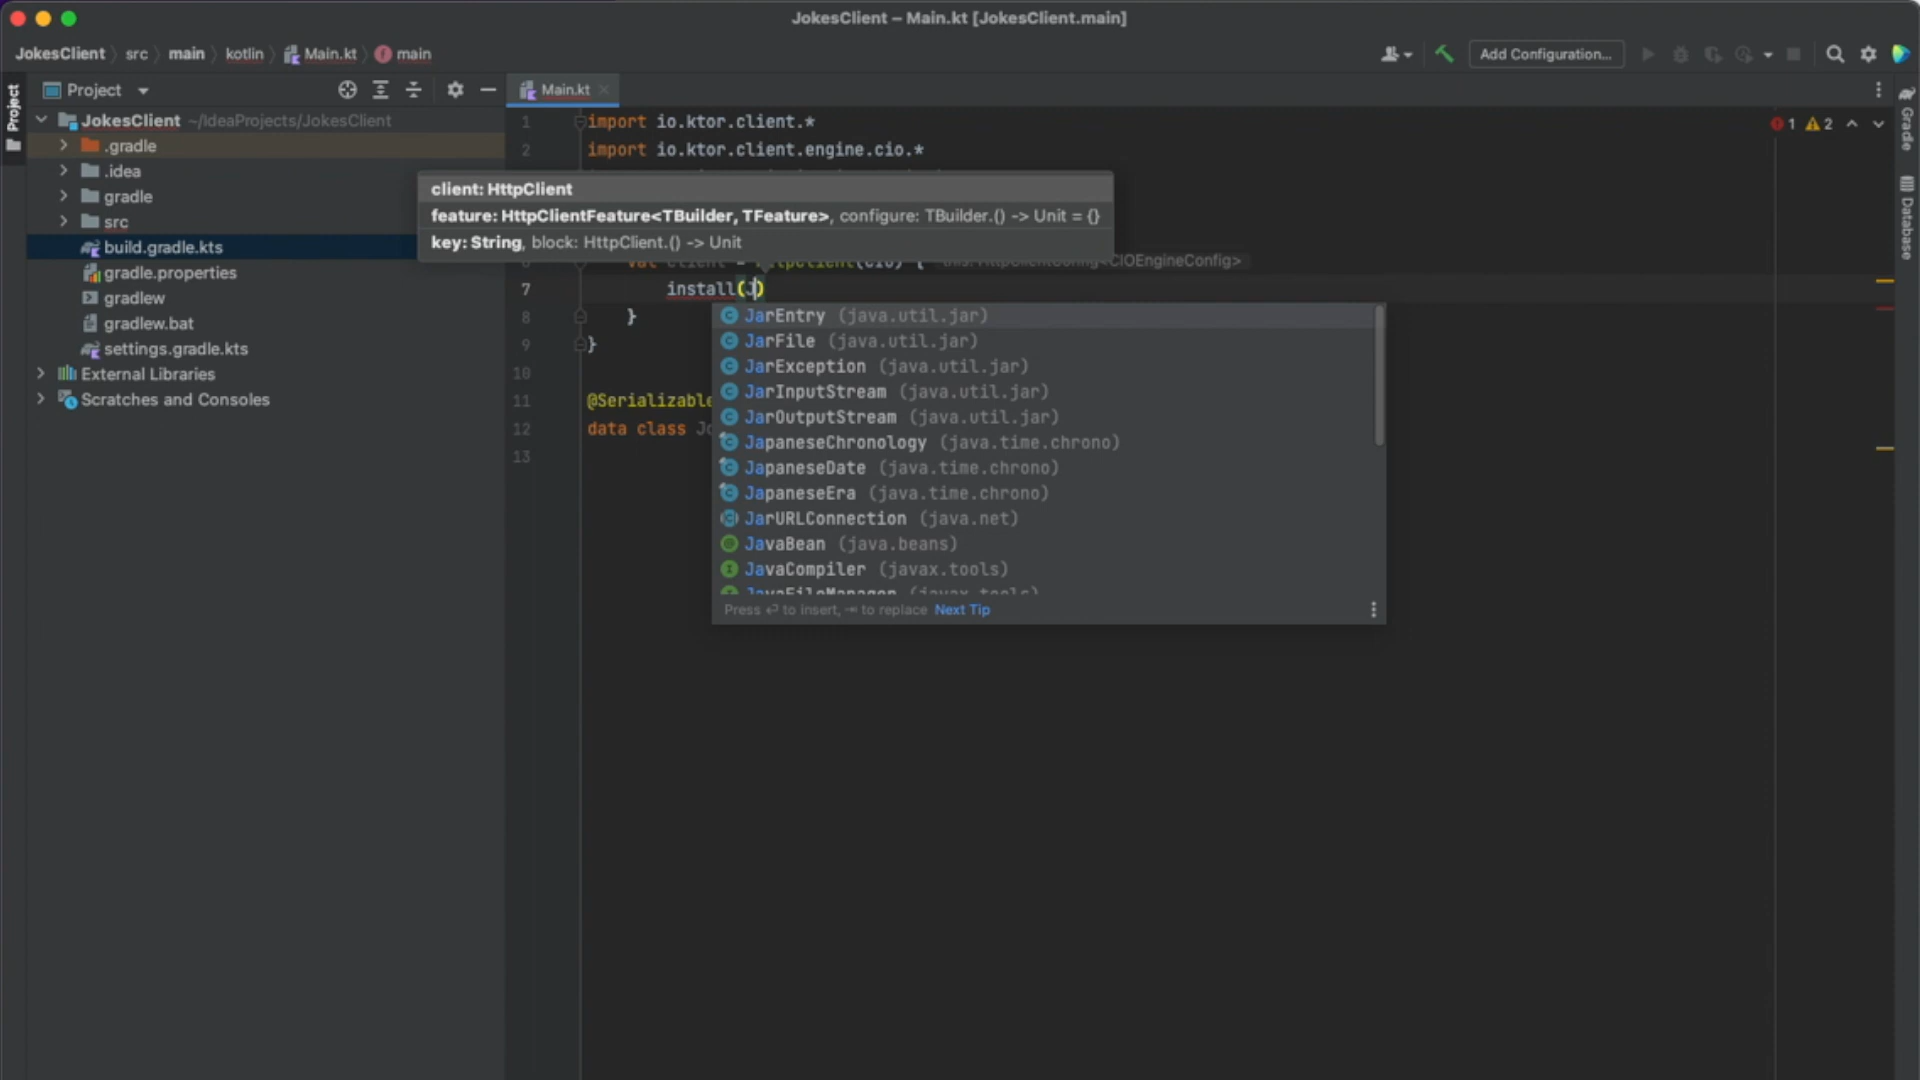 JokesClient – Main.kt [JokesClient.main]
JokesClient src main kotlin Main.kt main
Add Configuration...
Project
Project
Main.kt
JokesClient ~/IdeaProjects/JokesClient
.gradle
.idea
gradle
src
build.gradle.kts
gradle.properties
gradlew
gradlew.bat
settings.gradle.kts
External Libraries
Scratches and Consoles
1 import io.ktor.client.*
2 import io.ktor.client.engine.cio.*
client: HttpClient
feature: HttpClientFeature<TBuilder, TFeature>, configure: TBuilder.() -> Unit = {}
key: String, block: HttpClient.() -> Unit
6 val client = HttpClient(CIO) { this: HttpClientConfig<CIOEngineConfig>
7 install(J)
8 }
9 }
10
11 @Serializable
12 data class Jo
13
JarEntry (java.util.jar)
JarFile (java.util.jar)
JarException (java.util.jar)
JarInputStream (java.util.jar)
JarOutputStream (java.util.jar)
JapaneseChronology (java.time.chrono)
JapaneseDate (java.time.chrono)
JapaneseEra (java.time.chrono)
JarURLConnection (java.net)
JavaBean (java.beans)
JavaCompiler (javax.tools)
JavaFileManager (javax.tools)
Press ⏎ to insert, ⇥ to replace Next Tip
1 2
Gradle
Database